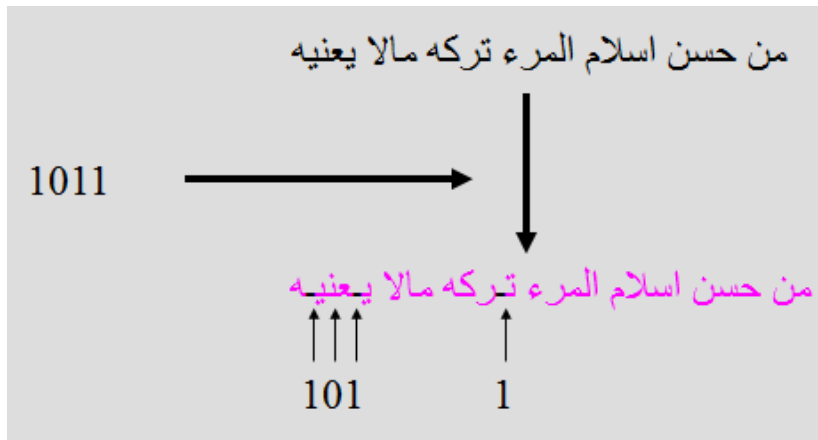 من حسن اسلام المرء تركه مالا يعنيه
1011
من حسن اسلام المرء تـركه مالا يـعنيـه
101 1